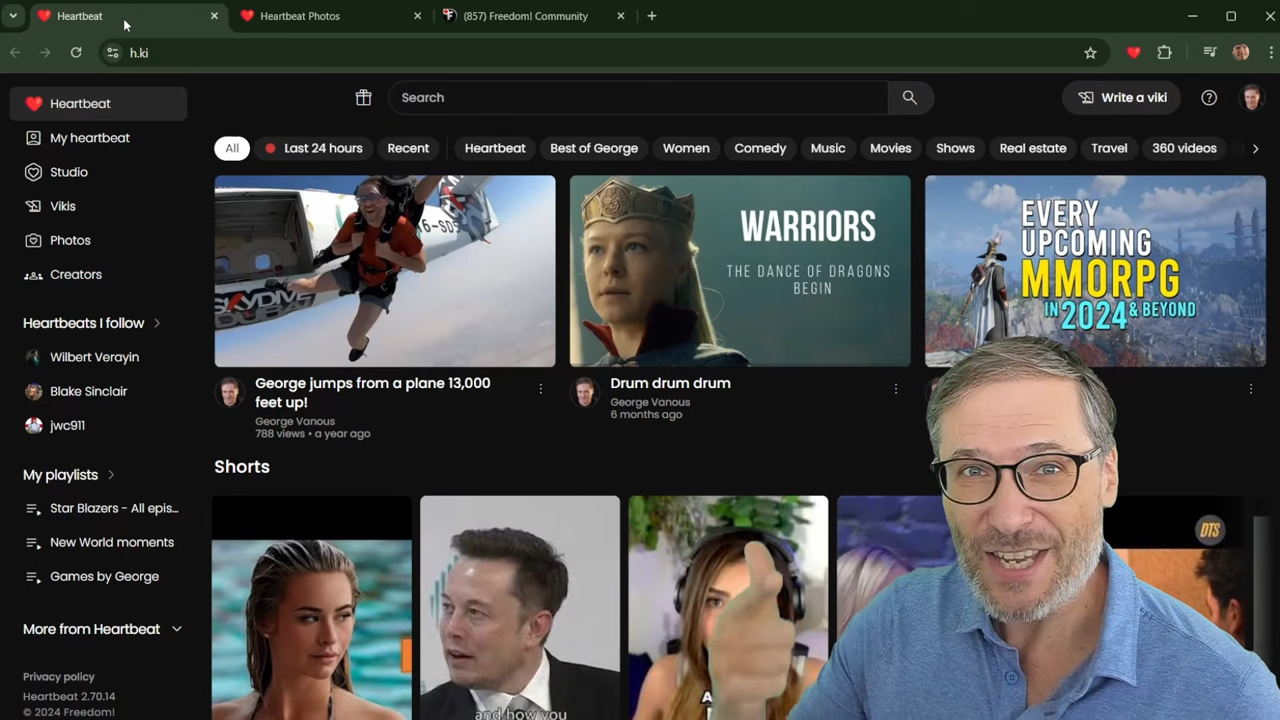 Heartbeat
Heartbeat Photos
(857) Freedom! Community
h.ki
Heartbeat
Search
Write a viki
My heartbeat
Studio
Vikis
Photos
Creators
Heartbeats I follow
Wilbert Verayin
Blake Sinclair
jwc911
My playlists
Star Blazers - All epis...
New World moments
Games by George
More from Heartbeat
Privacy policy
Heartbeat 2.70.14
© 2024 Freedom!
All
Last 24 hours
Recent
Heartbeat
Best of George
Women
Comedy
Music
Movies
Shows
Real estate
Travel
360 videos
SKYDIVE
George jumps from a plane 13,000
feet up!
George Vanous
788 views • a year ago
WARRIORS
THE DANCE OF DRAGONS
BEGIN
Drum drum drum
George Vanous
6 months ago
EVERY
UPCOMING
MMORPG
IN 2024 & BEYOND
Shorts
and how you
DTS